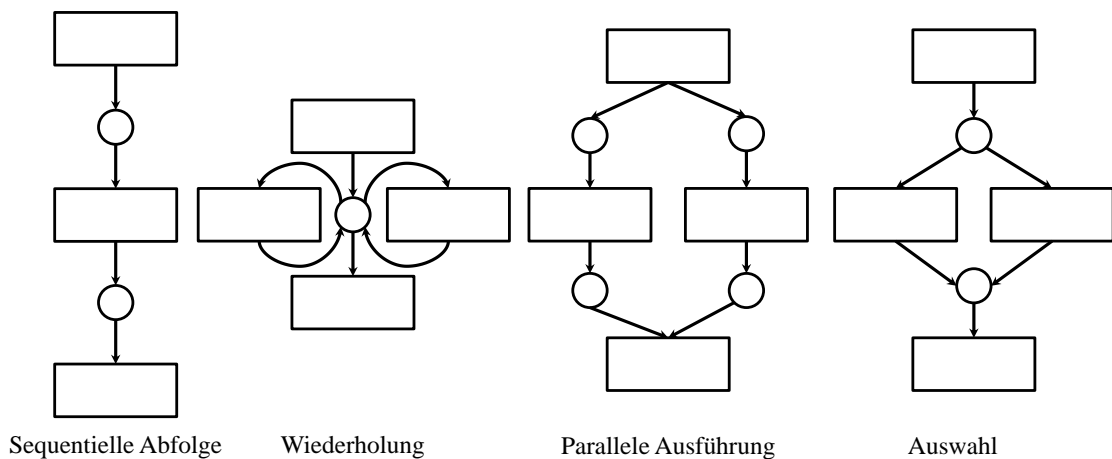 Sequentielle Abfolge
Wiederholung
Parallele Ausführung
Auswahl